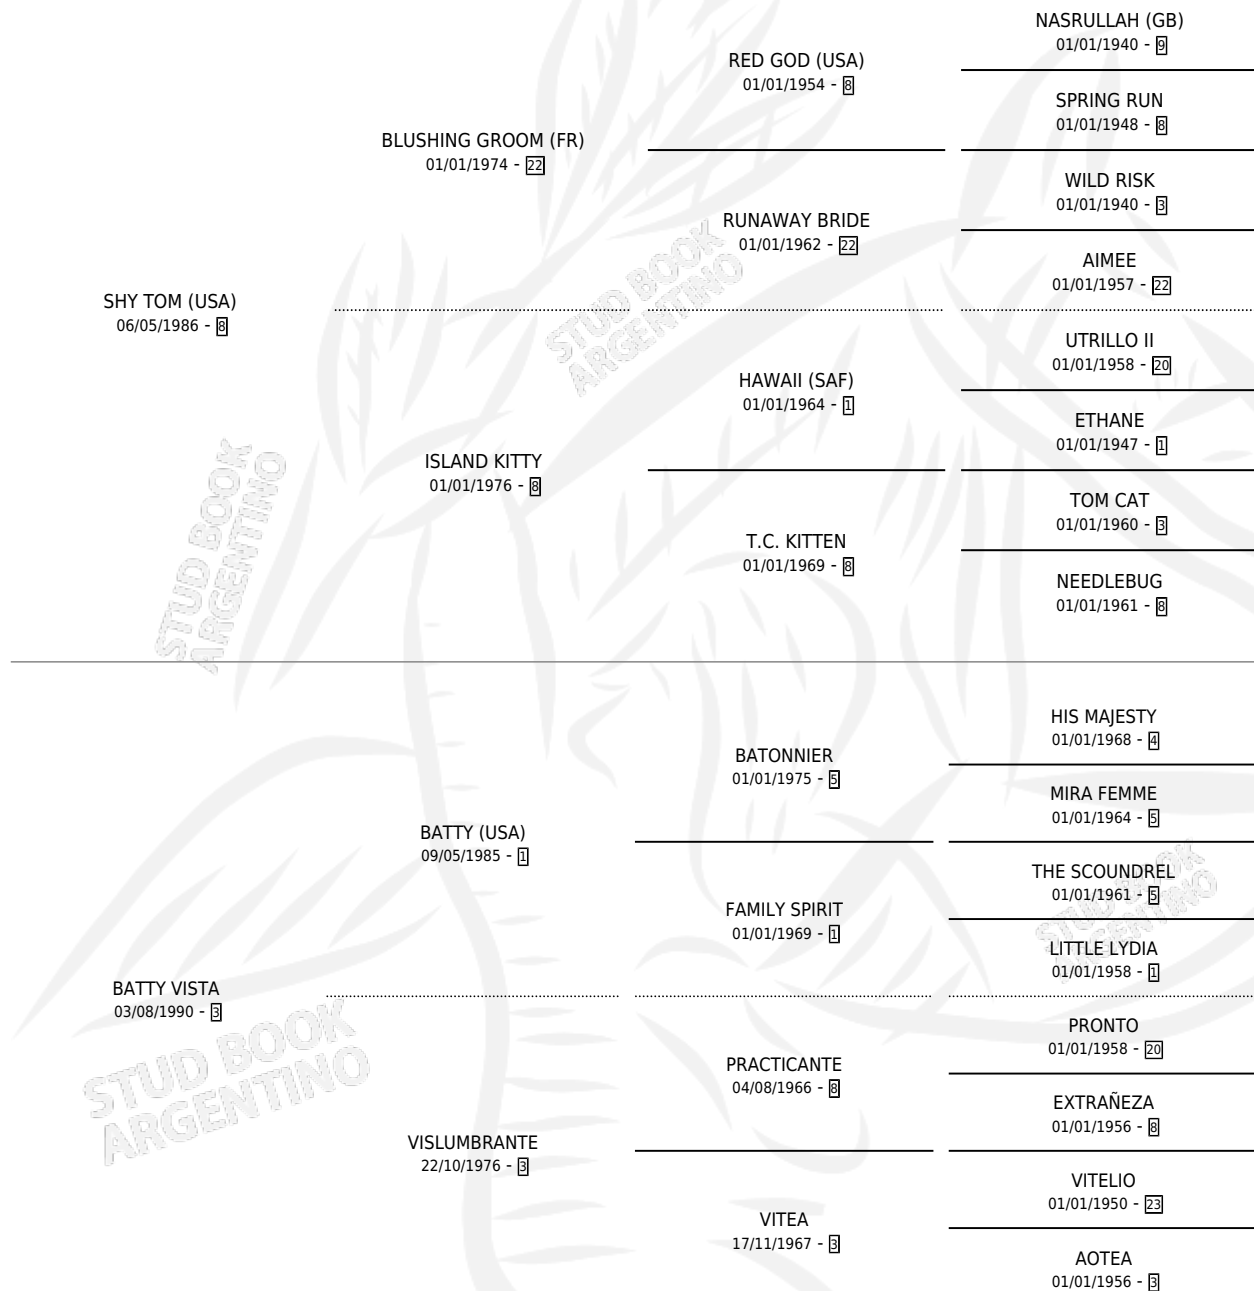 NASRULLAH (GB)
01/01/1940 - 9
RED GOD (USA)
01/01/1954 - 8
SPRING RUN
01/01/1948 - 8
BLUSHING GROOM (FR)
01/01/1974 - 22
WILD RISK
01/01/1940 - 3
RUNAWAY BRIDE
01/01/1962 - 22
AIMEE
01/01/1957 - 22
SHY TOM (USA)
06/05/1986 - 8
UTRILLO II
01/01/1958 - 20
HAWAII (SAF)
01/01/1964 - 1
ETHANE
01/01/1947 - 1
ISLAND KITTY
01/01/1976 - 8
TOM CAT
01/01/1960 - 3
T.C. KITTEN
01/01/1969 - 8
NEEDLEBUG
01/01/1961 - 8
HIS MAJESTY
01/01/1968 - 4
BATONNIER
01/01/1975 - 5
MIRA FEMME
01/01/1964 - 5
BATTY (USA)
09/05/1985 - 1
THE SCOUNDREL
01/01/1961 - 5
FAMILY SPIRIT
01/01/1969 - 1
LITTLE LYDIA
01/01/1958 - 1
BATTY VISTA
03/08/1990 - 3
PRONTO
01/01/1958 - 20
PRACTICANTE
04/08/1966 - 8
EXTRAÑEZA
01/01/1956 - 8
VISLUMBRANTE
22/10/1976 - 3
VITELIO
01/01/1950 - 23
VITEA
17/11/1967 - 3
AOTEA
01/01/1956 - 3
STUD BOOK
ARGENTINO
STUD BOOK
ARGENTINO
STUD BOOK
ARGENTINO
STUD BOOK
ARGENTINO